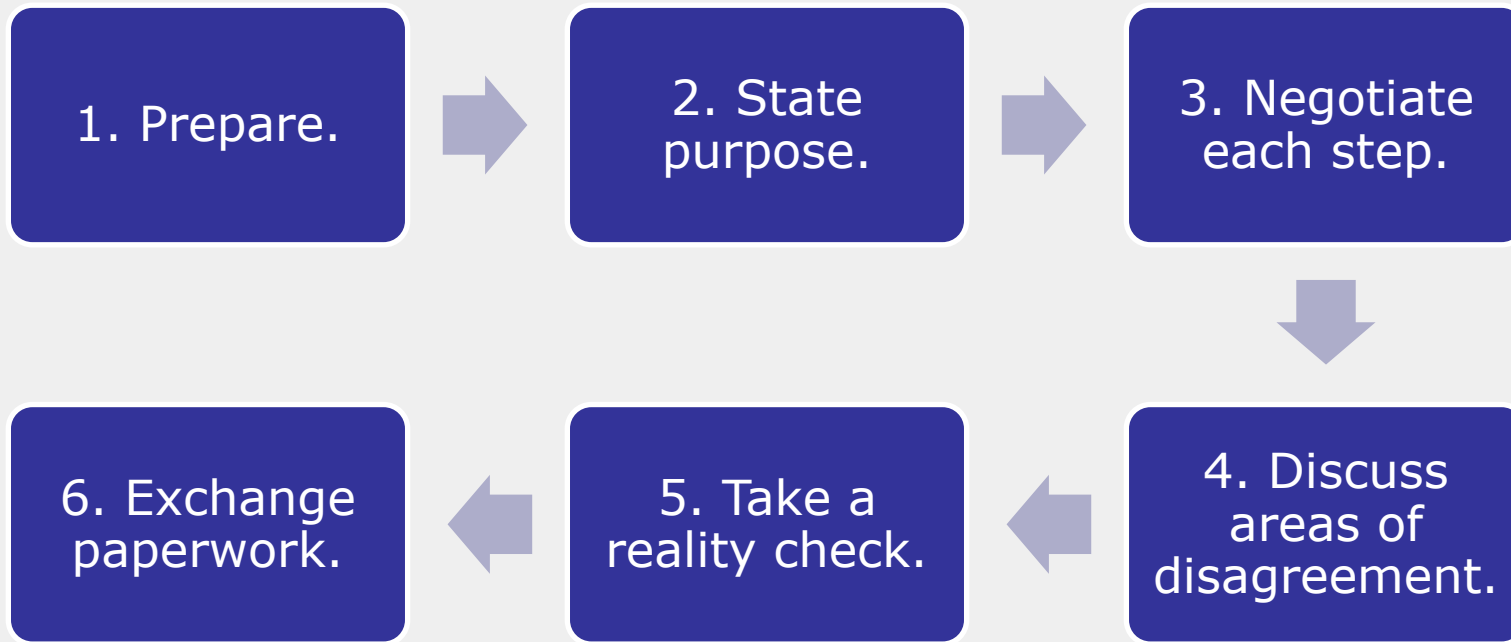 1. Prepare.
2. State
purpose.
3. Negotiate
each step.
4. Discuss
areas of
disagreement.
5. Take a
reality check.
6. Exchange
paperwork.